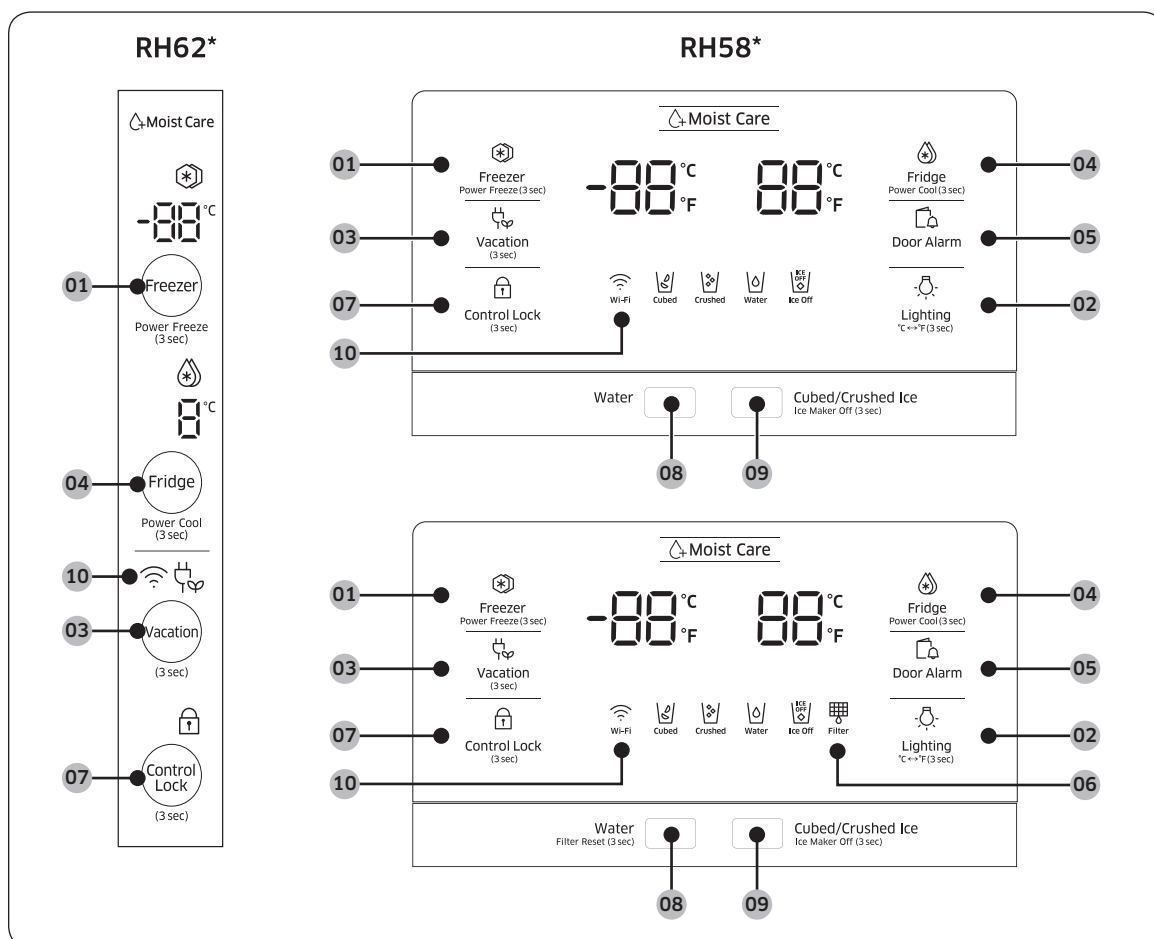 RH62*
Moist Care
-88°C
01
Freezer
Power Freeze
(3 sec)
8°C
04
Fridge
Power Cool
(3 sec)
10
03
Vacation
(3 sec)
07
Control
Lock
(3 sec)
RH58*
Moist Care
01
Freezer
Power Freeze (3 sec)
-88 °C
°F
88 °C
°F
Fridge
Power Cool (3 sec)
04
03
Vacation
(3 sec)
Door Alarm
05
07
Control Lock
(3 sec)
Wi-Fi
Cubed
Crushed
Water
ICE
OFF
Ice Off
Lighting
°C↔°F (3 sec)
02
10
Water
Cubed/Crushed Ice
Ice Maker Off (3 sec)
08
09
Moist Care
01
Freezer
Power Freeze (3 sec)
-88 °C
°F
88 °C
°F
Fridge
Power Cool (3 sec)
04
03
Vacation
(3 sec)
Door Alarm
05
07
Control Lock
(3 sec)
Wi-Fi
Cubed
Crushed
Water
ICE
OFF
Ice Off
Filter
Lighting
°C↔°F (3 sec)
02
10
06
Water
Filter Reset (3 sec)
Cubed/Crushed Ice
Ice Maker Off (3 sec)
08
09